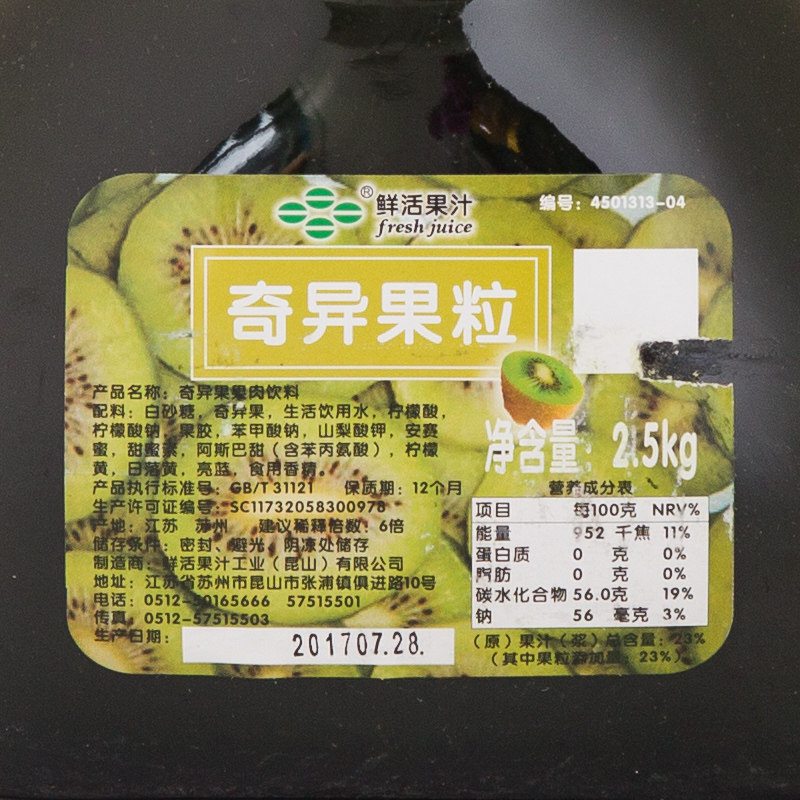 ® 鲜活果汁
fresh juice
编号：4501313-04
奇异果粒
产品名称：奇异果果肉饮料
配料：白砂糖，奇异果，生活饮用水，柠檬酸，
柠檬酸钠，果胶，苯甲酸钠，山梨酸钾，安赛
蜜，甜蜜素，阿斯巴甜（含苯丙氨酸），柠檬
黄，日落黄，亮蓝，食用香精。
产品执行标准号：GB/T 31121 保质期：12个月
生产许可证编号：SC11732058300978
产地：江苏 苏州 建议稀释倍数：6倍
储存条件：密封、避光、阴凉处储存
制造商：鲜活果汁工业（昆山）有限公司
地址：江苏省苏州市昆山市张浦镇俱进路10号
电话：0512-50165666 57515501
传真：0512-57515503
生产日期：
201707.28.
净含量：2.5kg
营养成分表
项目 每100克 NRV%
能量 952 千焦 11%
蛋白质 0 克 0%
脂肪 0 克 0%
碳水化合物 56.0克 19%
钠 56 毫克 3%
（原）果汁（浆）总含量：23%
（其中果粒添加量：23%）